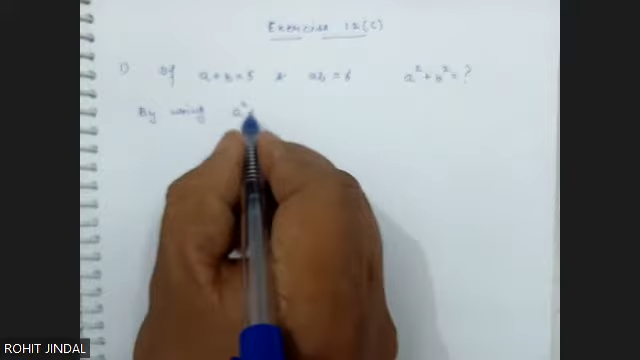 Exercise 12(C)
1) If a+b=5 & ab=6 a²+b²=?
By using a²
ROHIT JINDAL